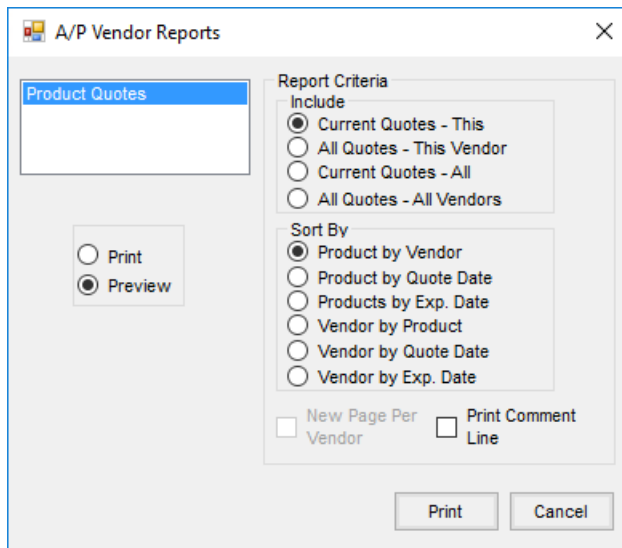 A/P Vendor Reports
Product Quotes
Print
Preview
Report Criteria
Include
Current Quotes - This
All Quotes - This Vendor
Current Quotes - All
All Quotes - All Vendors
Sort By
Product by Vendor
Product by Quote Date
Products by Exp. Date
Vendor by Product
Vendor by Quote Date
Vendor by Exp. Date
New Page Per
Vendor
Print Comment
Line
Print
Cancel